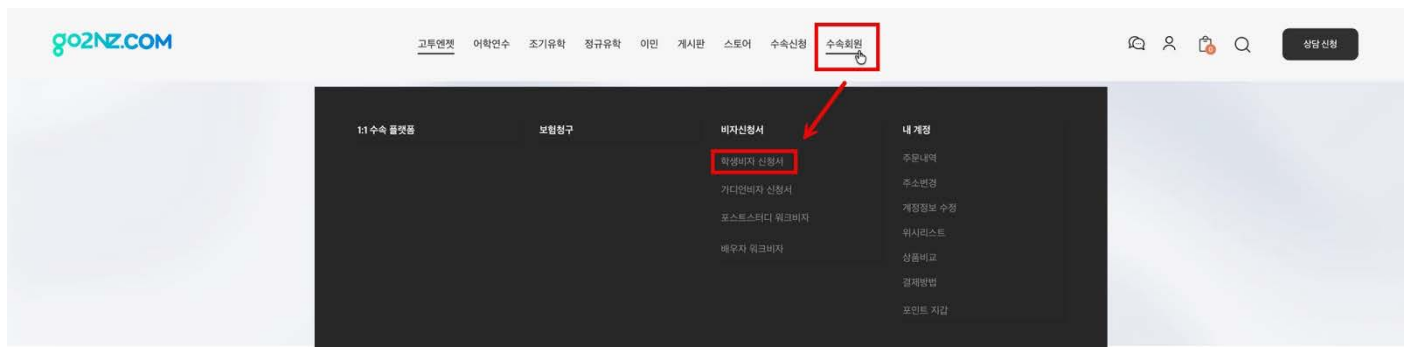 go2NZ.COM
고투엔젯 어학연수 조기유학 정규유학 이민 게시판 스토어 수속신청 수속회원
0
상담 신청
1:1 수속 플랫폼 보험청구 비자신청서 내 계정
학생비자 신청서 주문내역
가디언비자 신청서 주소변경
포스트스터디 워크비자 계정정보 수정
배우자 워크비자 위시리스트
상품비교
결제방법
포인트 지갑